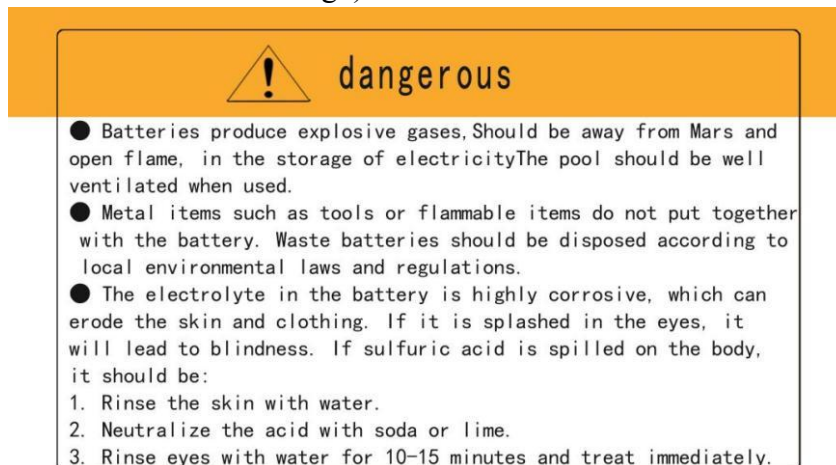 dangerous
● Batteries produce explosive gases,Should be away from Mars and
open flame, in the storage of electricityThe pool should be well
ventilated when used.
● Metal items such as tools or flammable items do not put together
with the battery. Waste batteries should be disposed according to
local environmental laws and regulations.
● The electrolyte in the battery is highly corrosive, which can
erode the skin and clothing. If it is splashed in the eyes, it
will lead to blindness. If sulfuric acid is spilled on the body,
it should be:
1. Rinse the skin with water.
2. Neutralize the acid with soda or lime.
3. Rinse eyes with water for 10-15 minutes and treat immediately.